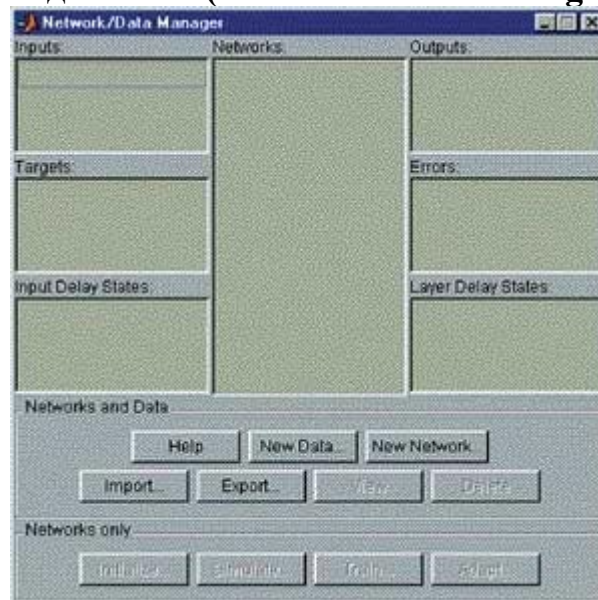 Network/Data Manager
Inputs: Networks: Outputs:
Targets: Errors:
Input Delay States: Layer Delay States:
Networks and Data
Help New Data... New Network...
Import... Export... View... Delete
Networks only
Initialize... Simulate... Train... Adapt...